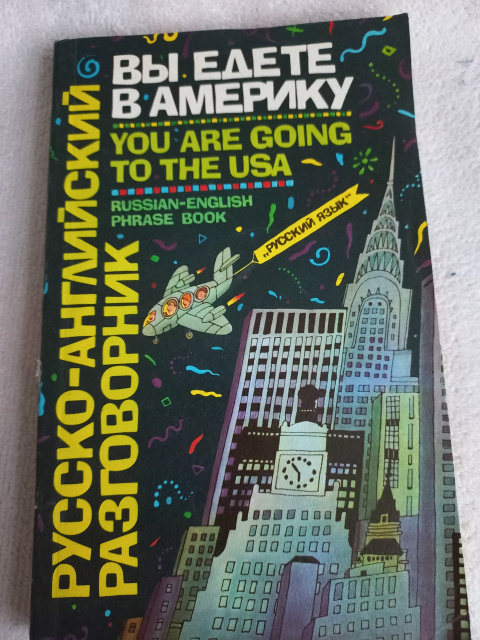 ВЫ ЕДЕТЕ
В АМЕРИКУ
YOU ARE GOING
TO THE USA
RUSSIAN-ENGLISH
PHRASE BOOK
„РУССКИЙ ЯЗЫК"
РУССКО-АНГЛИЙСКИЙ
РАЗГОВОРНИК